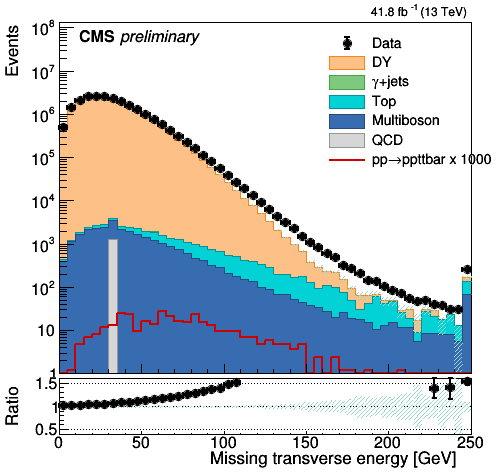 41.8 fb⁻¹ (13 TeV)
CMS preliminary
Events
10⁸
10⁷
10⁶
10⁵
10⁴
10³
10²
10
1
Data
DY
γ+jets
Top
Multiboson
QCD
pp→ppttbar x 1000
Ratio
1.5
1
0.5
0 50 100 150 200 250
Missing transverse energy [GeV]